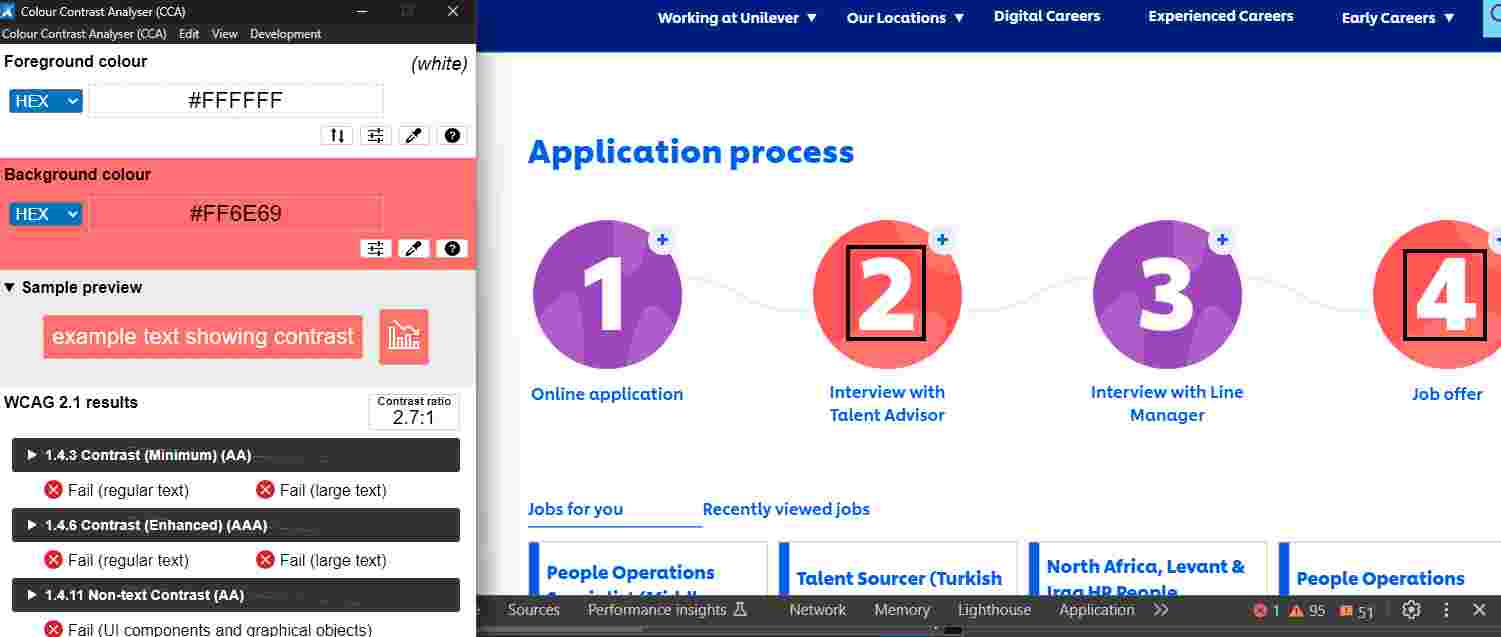 Colour Contrast Analyser (CCA)
Colour Contrast Analyser (CCA) Edit View Development
Foreground colour (white)
HEX #FFFFFF
Background colour
HEX #FF6E69
Sample preview
example text showing contrast
WCAG 2.1 results
Contrast ratio
2.7:1
1.4.3 Contrast (Minimum) (AA)
Fail (regular text) Fail (large text)
1.4.6 Contrast (Enhanced) (AAA)
Fail (regular text) Fail (large text)
1.4.11 Non-text Contrast (AA)
Fail (UI components and graphical objects)
Working at Unilever Our Locations Digital Careers Experienced Careers Early Careers
Application process
1 + 2 + 3 + 4 +
Online application
Interview with
Talent Advisor
Interview with Line
Manager
Job offer
Jobs for you Recently viewed jobs
People Operations
Talent Sourcer (Turkish
North Africa, Levant &
Iraq HR People
People Operations
Sources Performance insights Network Memory Lighthouse Application 1 95 51